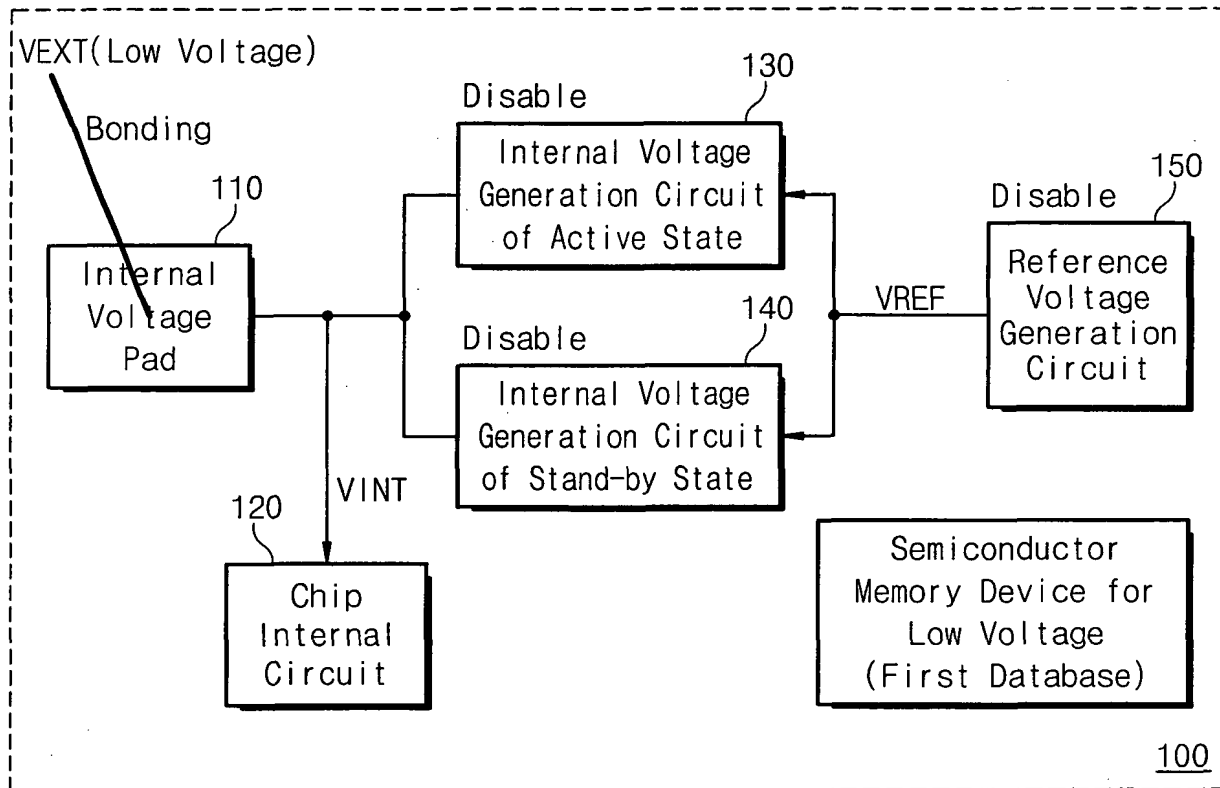 VEXT(Low Voltage)
Bonding
110
Internal
Voltage
Pad
Disable
130
Internal Voltage
Generation Circuit
of Active State
Disable
140
Internal Voltage
Generation Circuit
of Stand-by State
VREF
Disable
150
Reference
Voltage
Generation
Circuit
VINT
120
Chip
Internal
Circuit
Semiconductor
Memory Device for
Low Voltage
(First Database)
100